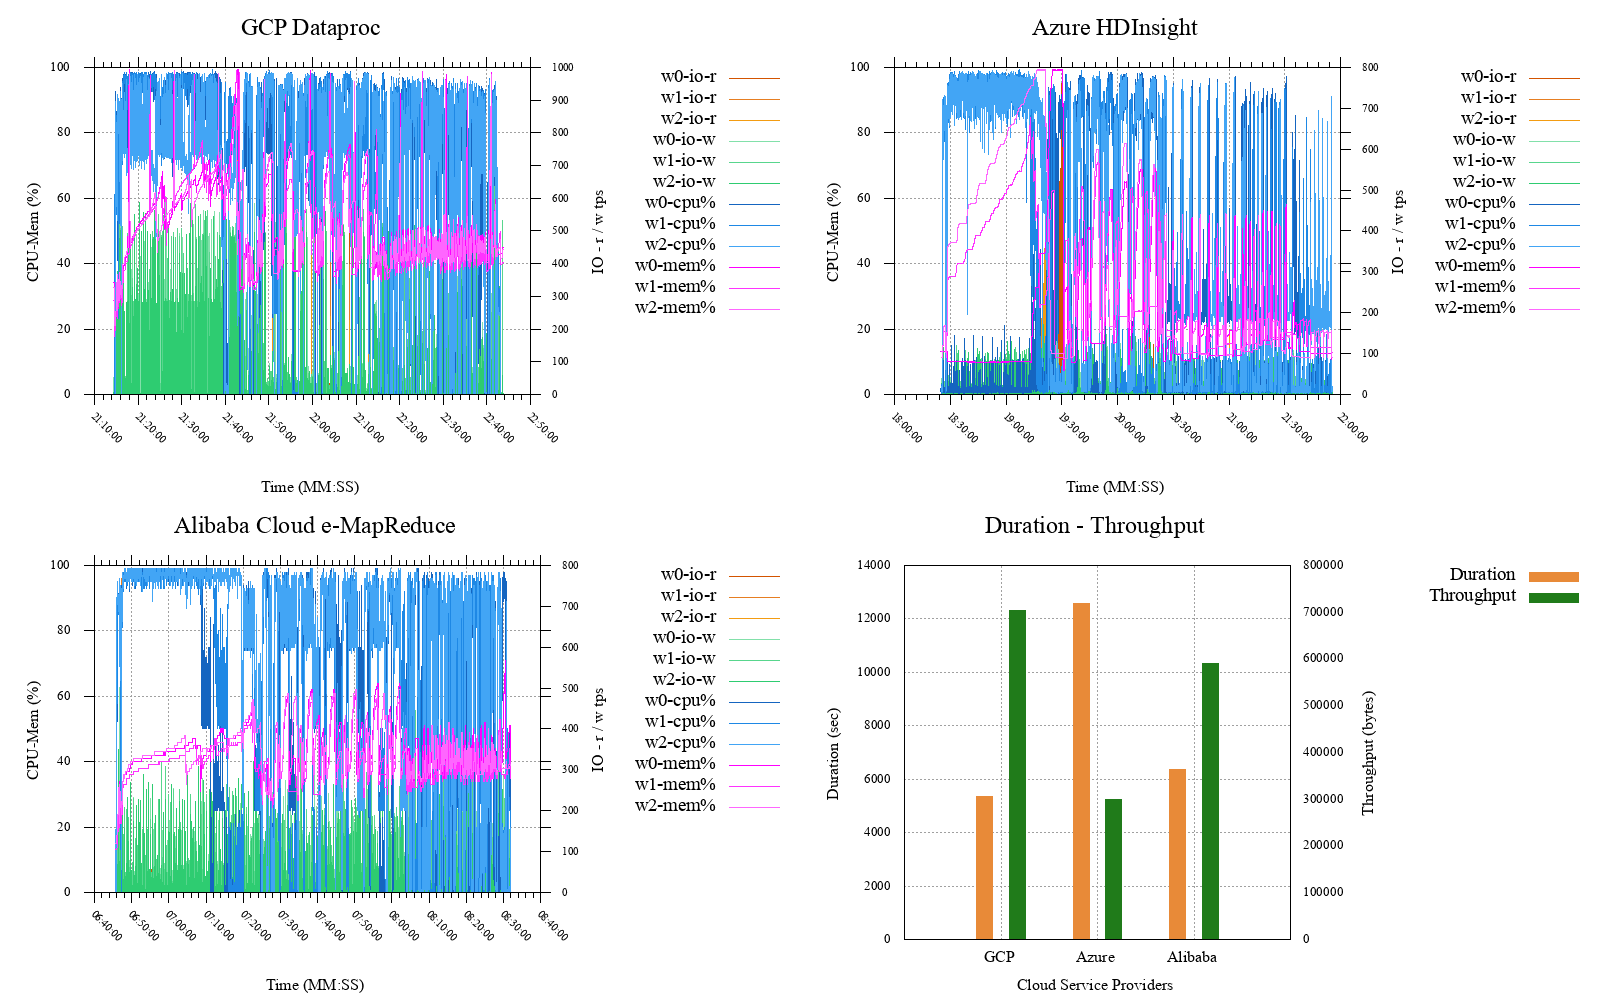 GCP Dataproc
100
80
60
40
20
0
CPU-Mem (%)
1000
900
800
700
600
500
400
300
200
100
0
IO - r / w tps
21:10:00
21:20:00
21:30:00
21:40:00
21:50:00
22:00:00
22:10:00
22:20:00
22:30:00
22:40:00
22:50:00
Time (MM:SS)
w0-io-r
w1-io-r
w2-io-r
w0-io-w
w1-io-w
w2-io-w
w0-cpu%
w1-cpu%
w2-cpu%
w0-mem%
w1-mem%
w2-mem%
Azure HDInsight
100
80
60
40
20
0
CPU-Mem (%)
800
700
600
500
400
300
200
100
0
IO - r / w tps
18:00:00
18:30:00
19:00:00
19:30:00
20:00:00
20:30:00
21:00:00
21:30:00
22:00:00
Time (MM:SS)
w0-io-r
w1-io-r
w2-io-r
w0-io-w
w1-io-w
w2-io-w
w0-cpu%
w1-cpu%
w2-cpu%
w0-mem%
w1-mem%
w2-mem%
Alibaba Cloud e-MapReduce
100
80
60
40
20
0
CPU-Mem (%)
800
700
600
500
400
300
200
100
0
IO - r / w tps
06:40:00
06:50:00
07:00:00
07:10:00
07:20:00
07:30:00
07:40:00
07:50:00
08:00:00
08:10:00
08:20:00
08:30:00
08:40:00
Time (MM:SS)
w0-io-r
w1-io-r
w2-io-r
w0-io-w
w1-io-w
w2-io-w
w0-cpu%
w1-cpu%
w2-cpu%
w0-mem%
w1-mem%
w2-mem%
Duration - Throughput
14000
12000
10000
8000
6000
4000
2000
0
Duration (sec)
800000
700000
600000
500000
400000
300000
200000
100000
0
Throughput (bytes)
GCP
Azure
Alibaba
Cloud Service Providers
Duration
Throughput